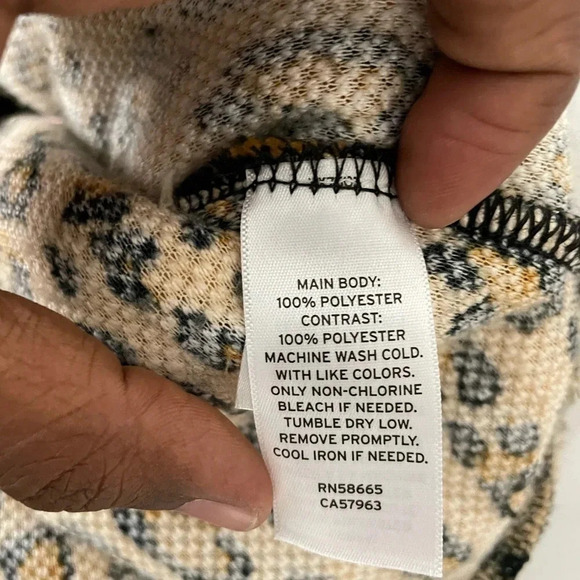 MAIN BODY:
100% POLYESTER
CONTRAST:
100% POLYESTER
MACHINE WASH COLD.
WITH LIKE COLORS.
ONLY NON-CHLORINE
BLEACH IF NEEDED.
TUMBLE DRY LOW.
REMOVE PROMPTLY.
COOL IRON IF NEEDED.
RN58665
CA57963